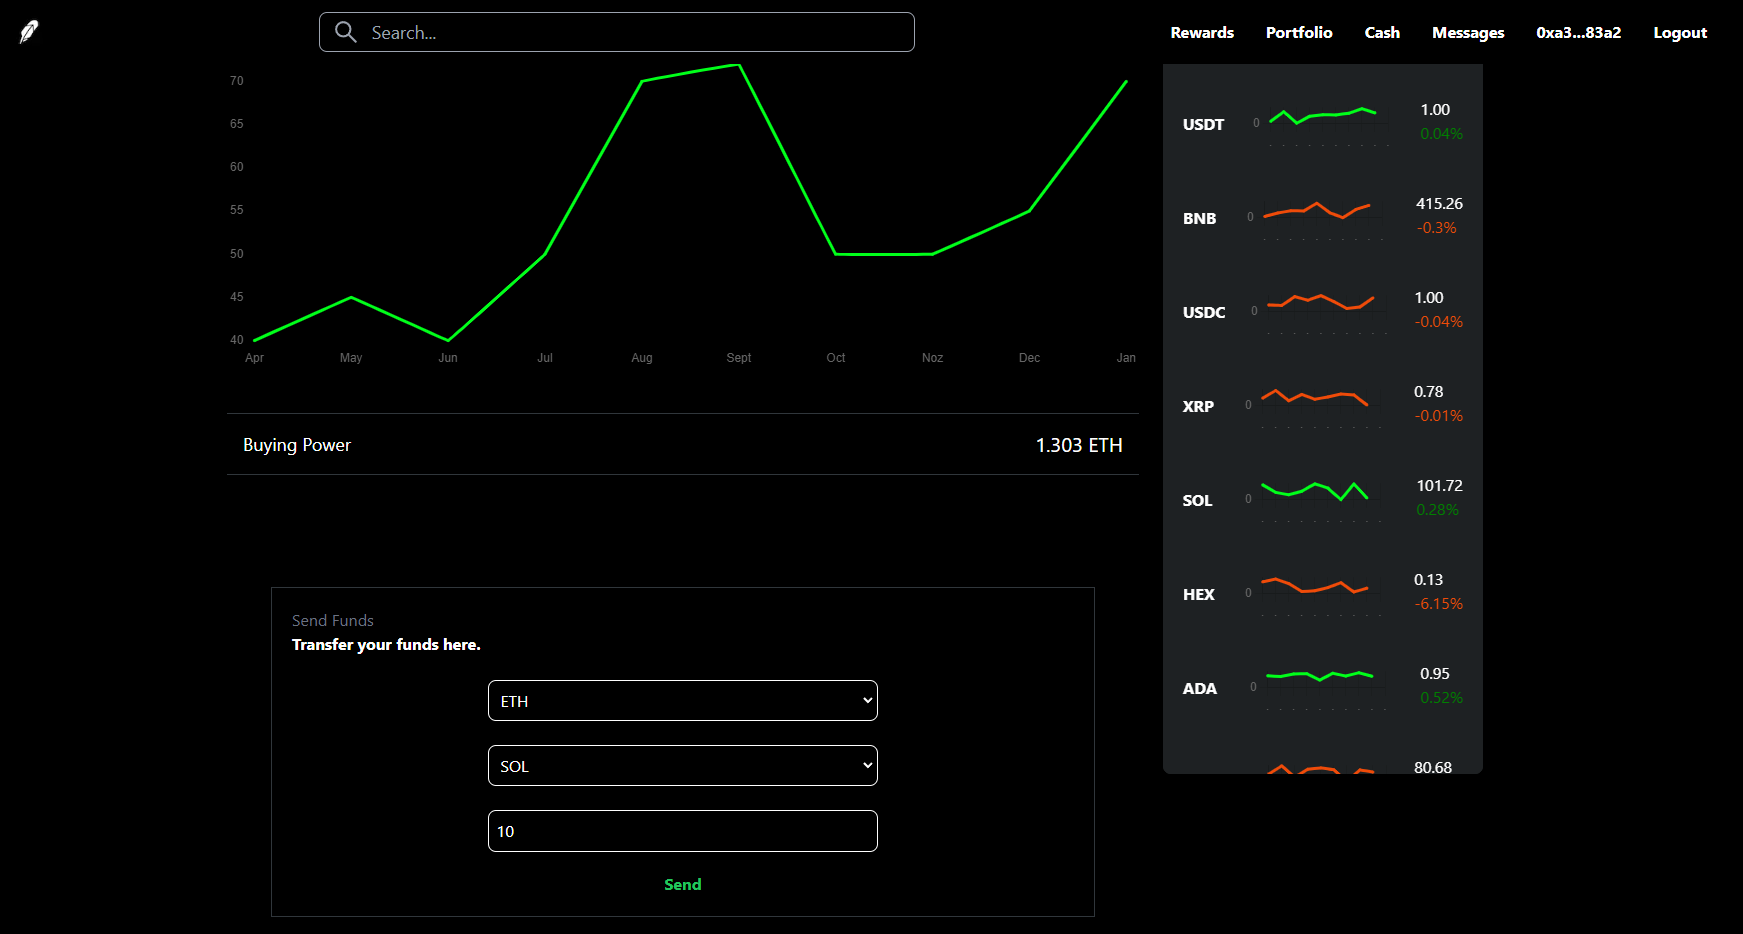 Search...
Rewards Portfolio Cash Messages 0xa3...83a2 Logout
70
65
60
55
50
45
40
Apr May Jun Jul Aug Sept Oct Noz Dec Jan
Buying Power 1.303 ETH
Send Funds
Transfer your funds here.
ETH
SOL
10
Send
USDT 0 1.00
0.04%
BNB 0 415.26
-0.3%
USDC 0 1.00
-0.04%
XRP 0 0.78
-0.01%
SOL 0 101.72
0.28%
HEX 0 0.13
-6.15%
ADA 0 0.95
0.52%
80.68